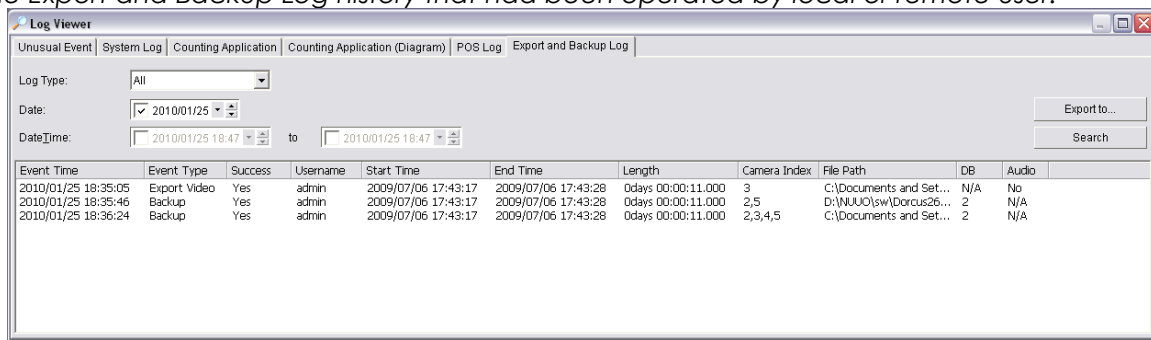 Export and Backup Log history that had been operated by local or remote user.
Log Viewer
Unusual Event System Log Counting Application Counting Application (Diagram) POS Log Export and Backup Log
Log Type: All
Date: 2010/01/25 Export to...
DateTime: 2010/01/25 18:47 to 2010/01/25 18:47 Search
Event Time Event Type Success Username Start Time End Time Length Camera Index File Path DB Audio
2010/01/25 18:35:05 Export Video Yes admin 2009/07/06 17:43:17 2009/07/06 17:43:28 0days 00:00:11.000 3 C:\Documents and Set... N/A No
2010/01/25 18:35:46 Backup Yes admin 2009/07/06 17:43:17 2009/07/06 17:43:28 0days 00:00:11.000 2,5 D:\NUUO\sw\Dorcus26... 2 N/A
2010/01/25 18:36:24 Backup Yes admin 2009/07/06 17:43:17 2009/07/06 17:43:28 0days 00:00:11.000 2,3,4,5 C:\Documents and Set... 2 N/A